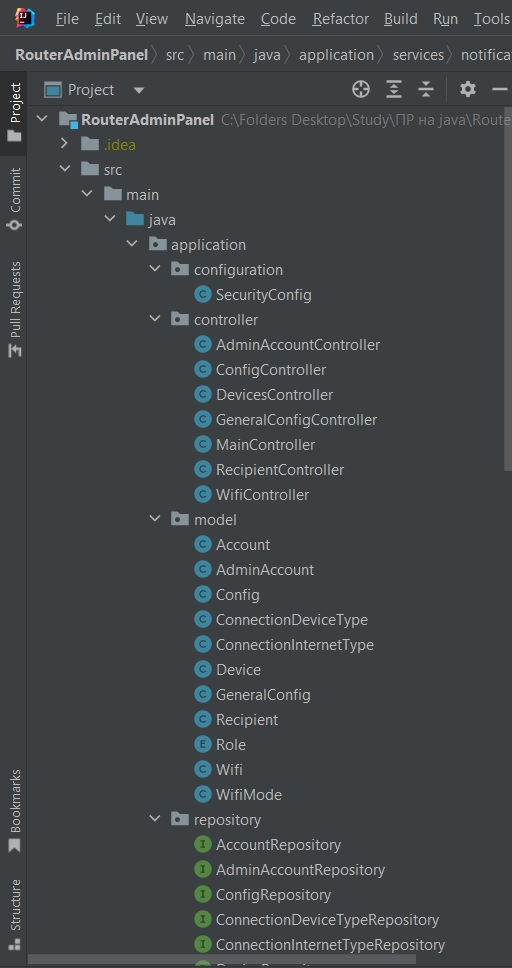 File Edit View Navigate Code Refactor Build Run Tools
RouterAdminPanel src main java application services notifica
Project
Project
RouterAdminPanel C:\Folders Desktop\Study\ПР на java\Route
.idea
src
main
Commit
java
application
configuration
Pull Requests
C SecurityConfig
controller
C AdminAccountController
C ConfigController
C DevicesController
C GeneralConfigController
C MainController
C RecipientController
C WifiController
model
C Account
C AdminAccount
C Config
C ConnectionDeviceType
C ConnectionInternetType
C Device
C GeneralConfig
C Recipient
E Role
C Wifi
C WifiMode
Bookmarks
repository
I AccountRepository
I AdminAccountRepository
I ConfigRepository
Structure
I ConnectionDeviceTypeRepository
I ConnectionInternetTypeRepository